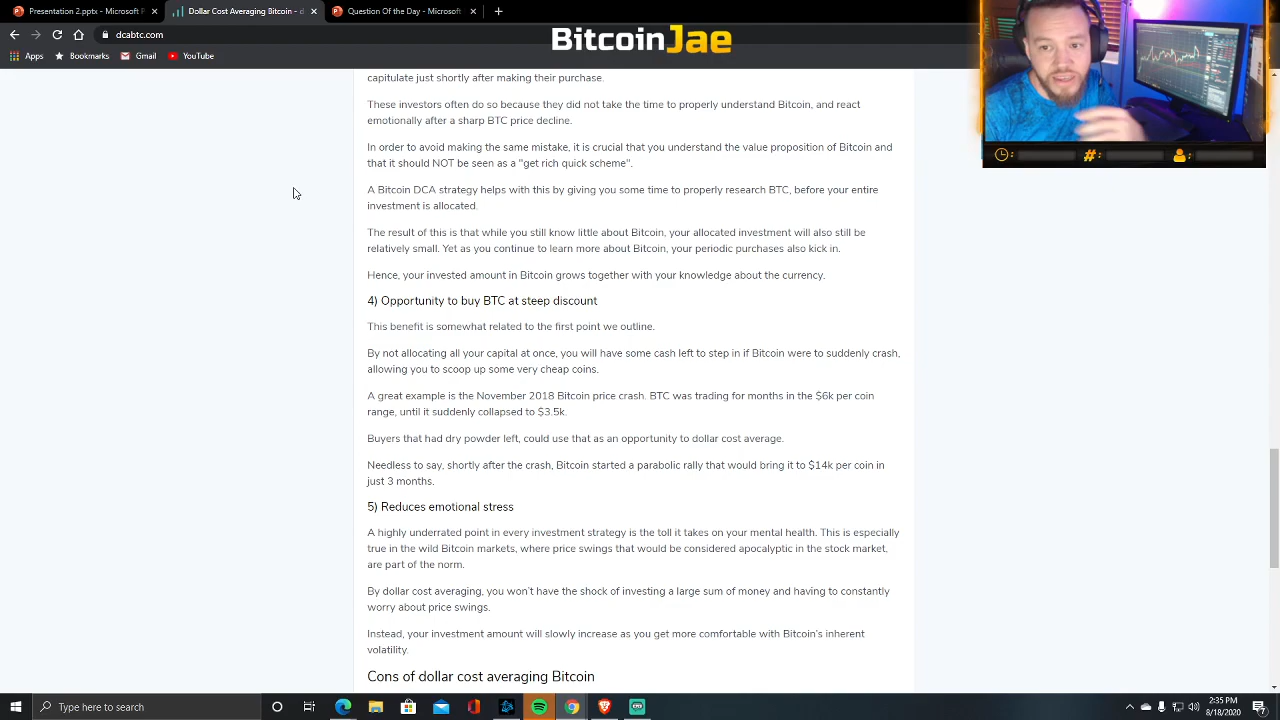 Presentation 2.pptx - Microsoft P
Dollar Cost Averaging Bitcoin:
Question Of the Day - Microsoft
Apps
Bookmarks
Gmail
YouTube
BitcoinJae
kapitulate just shortly after making their purchase.
These investors often do so because they did not take the time to properly understand Bitcoin, and react
emotionally after a sharp BTC price decline.
In order to avoid making the same mistake, it is crucial that you understand the value proposition of Bitcoin and
that it should NOT be seen as a "get rich quick scheme".
A Bitcoin DCA strategy helps with this by giving you some time to properly research BTC, before your entire
investment is allocated.
The result of this is that while you still know little about Bitcoin, your allocated investment will also still be
relatively small. Yet as you continue to learn more about Bitcoin, your periodic purchases also kick in.
Hence, your invested amount in Bitcoin grows together with your knowledge about the currency.
4) Opportunity to buy BTC at steep discount
This benefit is somewhat related to the first point we outline.
By not allocating all your capital at once, you will have some cash left to step in if Bitcoin were to suddenly crash,
allowing you to scoop up some very cheap coins.
A great example is the November 2018 Bitcoin price crash. BTC was trading for months in the $6k per coin
range, until it suddenly collapsed to $3.5k.
Buyers that had dry powder left, could use that as an opportunity to dollar cost average.
Needless to say, shortly after the crash, Bitcoin started a parabolic rally that would bring it to $14k per coin in
just 3 months.
5) Reduces emotional stress
A highly underrated point in every investment strategy is the toll it takes on your mental health. This is especially
true in the wild Bitcoin markets, where price swings that would be considered apocalyptic in the stock market,
are part of the norm.
By dollar cost averaging, you won't have the shock of investing a large sum of money and having to constantly
worry about price swings.
Instead, your investment amount will slowly increase as you get more comfortable with Bitcoin's inherent
volatility.
Cons of dollar cost averaging Bitcoin
Type here to search
2:35 PM
8/18/2020